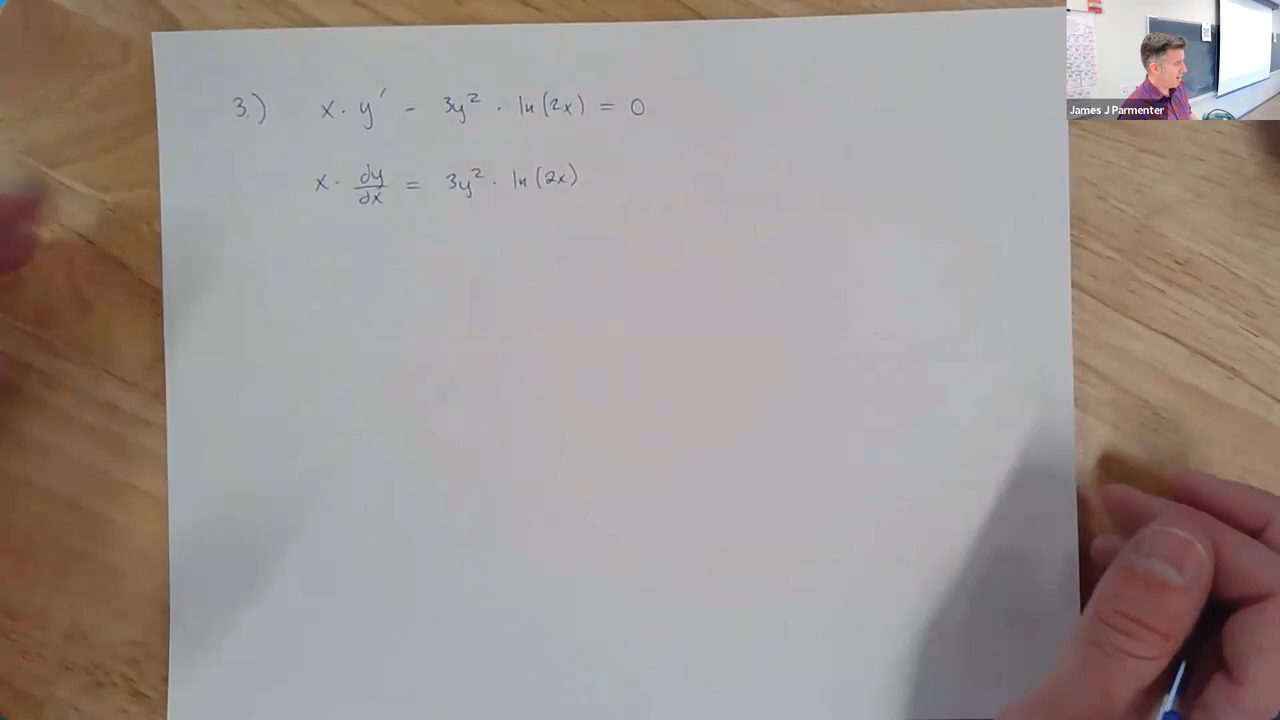 3.) x · y′ - 3y² · ln(2x) = 0
x · dy/dx = 3y² · ln(2x)
James J Parmenter